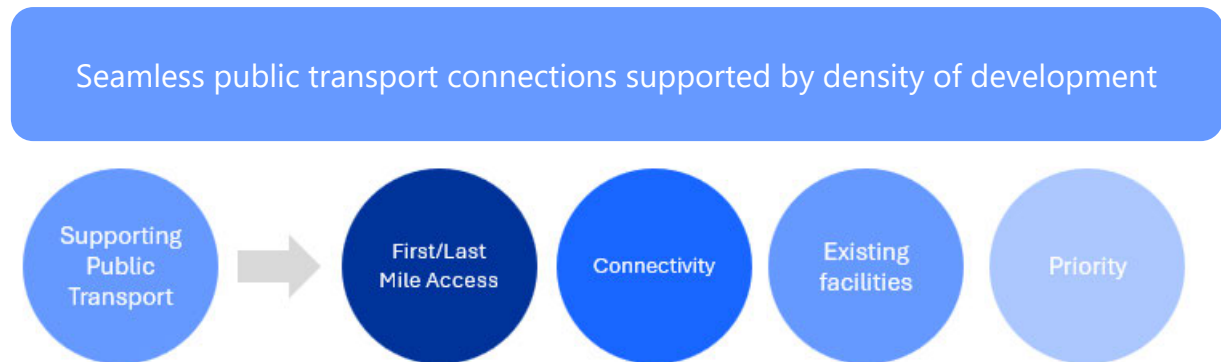 Seamless public transport connections supported by density of development
Supporting
Public
Transport
First/Last
Mile Access
Connectivity
Existing
facilities
Priority